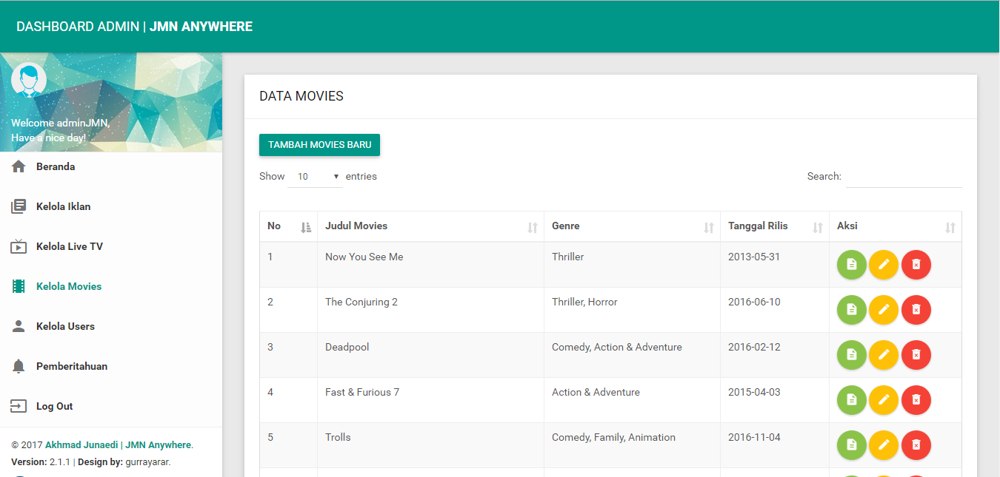 DASHBOARD ADMIN | JMN ANYWHERE
Welcome adminJMN,
Have a nice day!
Beranda
Kelola Iklan
Kelola Live TV
Kelola Movies
Kelola Users
Pemberitahuan
Log Out
© 2017 Akhmad Junaedi | JMN Anywhere.
Version: 2.1.1 | Design by: gurrayarar.
DATA MOVIES
TAMBAH MOVIES BARU
Show 10 entries
Search:
No Judul Movies Genre Tanggal Rilis Aksi
1 Now You See Me Thriller 2013-05-31
2 The Conjuring 2 Thriller, Horror 2016-06-10
3 Deadpool Comedy, Action & Adventure 2016-02-12
4 Fast & Furious 7 Action & Adventure 2015-04-03
5 Trolls Comedy, Family, Animation 2016-11-04